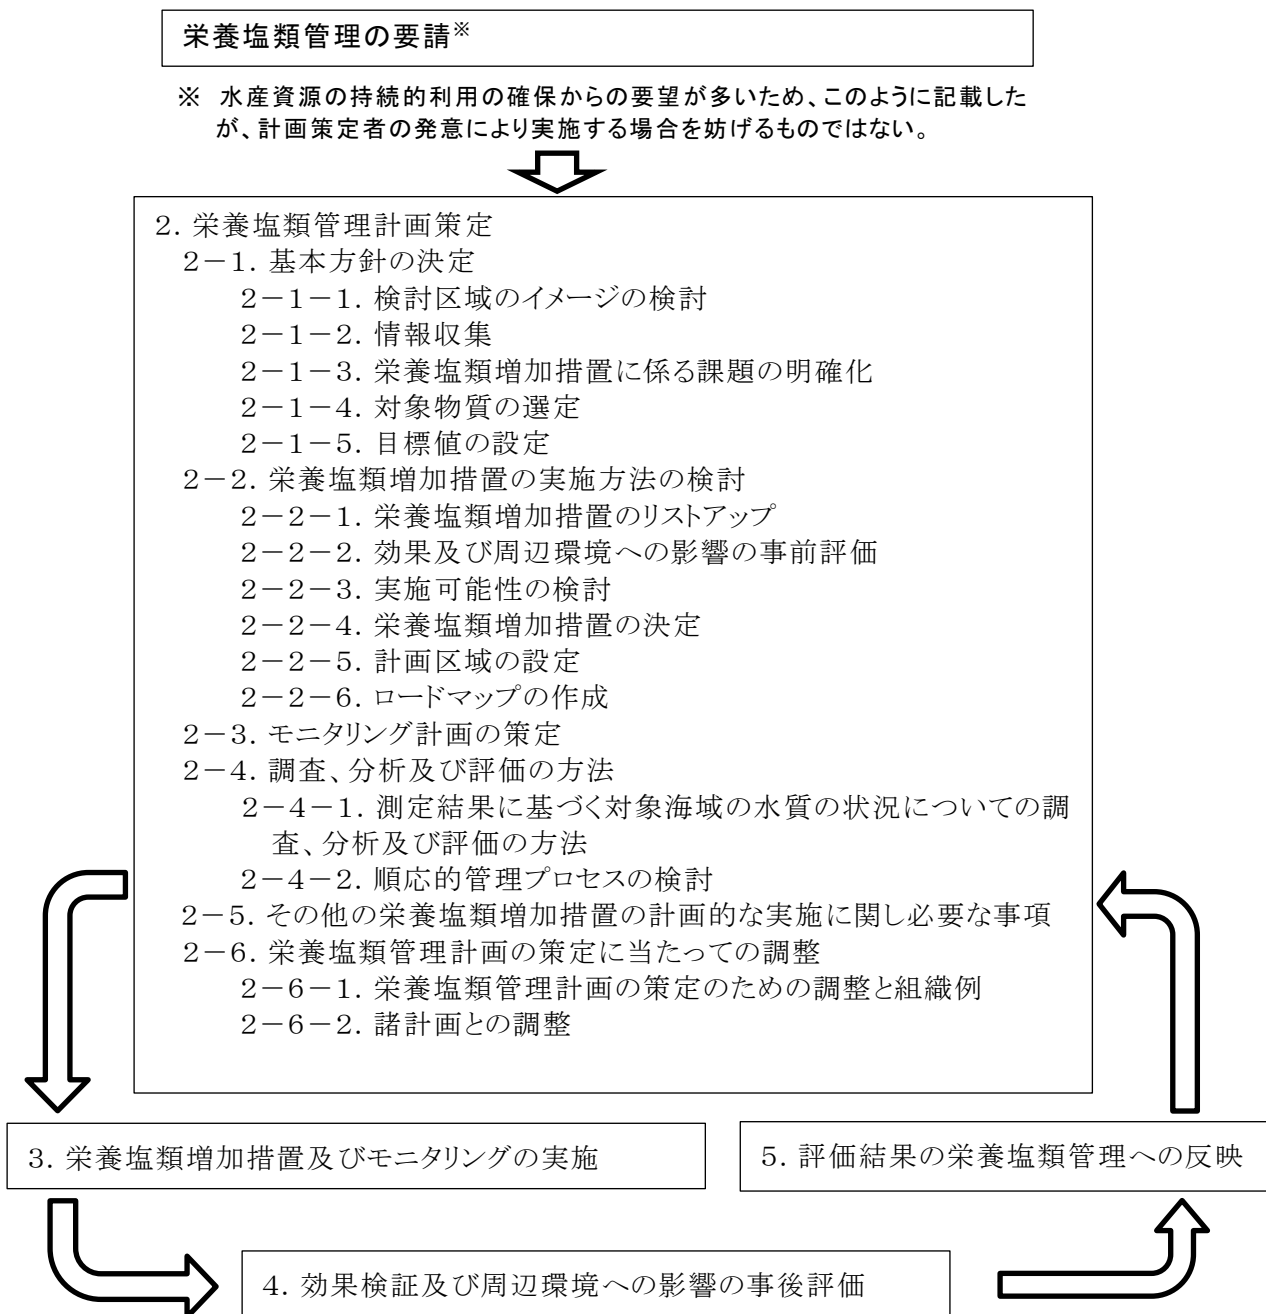 栄養塩類管理の要請※
※ 水産資源の持続的利用の確保からの要望が多いため、このように記載した
が、計画策定者の発意により実施する場合を妨げるものではない。
2．栄養塩類管理計画策定
2－1．基本方針の決定
2－1－1．検討区域のイメージの検討
2－1－2．情報収集
2－1－3．栄養塩類増加措置に係る課題の明確化
2－1－4．対象物質の選定
2－1－5．目標値の設定
2－2．栄養塩類増加措置の実施方法の検討
2－2－1．栄養塩類増加措置のリストアップ
2－2－2．効果及び周辺環境への影響の事前評価
2－2－3．実施可能性の検討
2－2－4．栄養塩類増加措置の決定
2－2－5．計画区域の設定
2－2－6．ロードマップの作成
2－3．モニタリング計画の策定
2－4．調査、分析及び評価の方法
2－4－1．測定結果に基づく対象海域の水質の状況についての調
査、分析及び評価の方法
2－4－2．順応的管理プロセスの検討
2－5．その他の栄養塩類増加措置の計画的な実施に関し必要な事項
2－6．栄養塩類管理計画の策定に当たっての調整
2－6－1．栄養塩類管理計画の策定のための調整と組織例
2－6－2．諸計画との調整
3．栄養塩類増加措置及びモニタリングの実施
5．評価結果の栄養塩類管理への反映
4．効果検証及び周辺環境への影響の事後評価